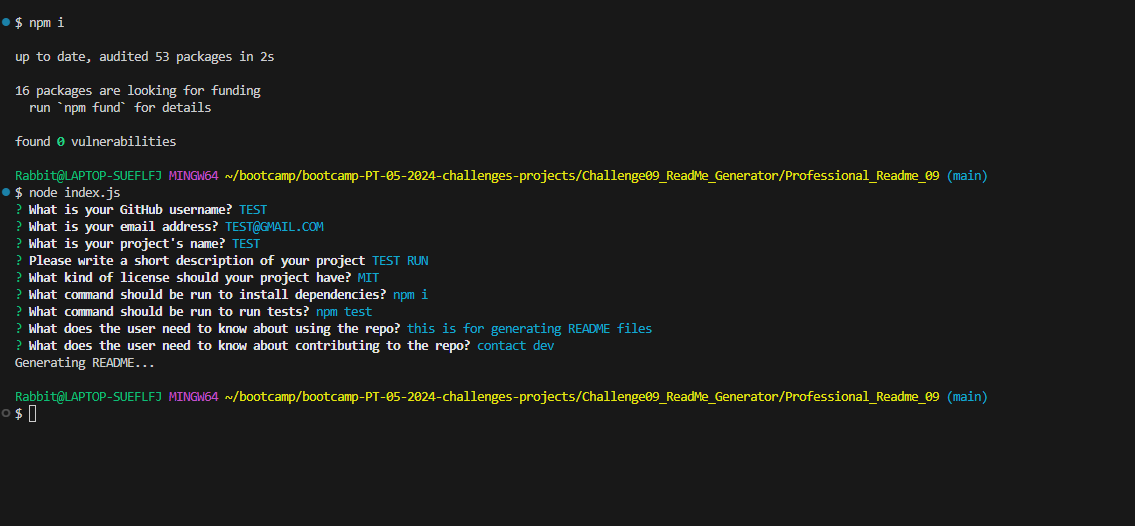 $ npm i
up to date, audited 53 packages in 2s
16 packages are looking for funding
run `npm fund` for details
found 0 vulnerabilities
Rabbit@LAPTOP-SUEFLFJ MINGW64 ~/bootcamp/bootcamp-PT-05-2024-challenges-projects/Challenge09_ReadMe_Generator/Professional_Readme_09 (main)
$ node index.js
? What is your GitHub username? TEST
? What is your email address? TEST@GMAIL.COM
? What is your project's name? TEST
? Please write a short description of your project TEST RUN
? What kind of license should your project have? MIT
? What command should be run to install dependencies? npm i
? What command should be run to run tests? npm test
? What does the user need to know about using the repo? this is for generating README files
? What does the user need to know about contributing to the repo? contact dev
Generating README...
Rabbit@LAPTOP-SUEFLFJ MINGW64 ~/bootcamp/bootcamp-PT-05-2024-challenges-projects/Challenge09_ReadMe_Generator/Professional_Readme_09 (main)
$